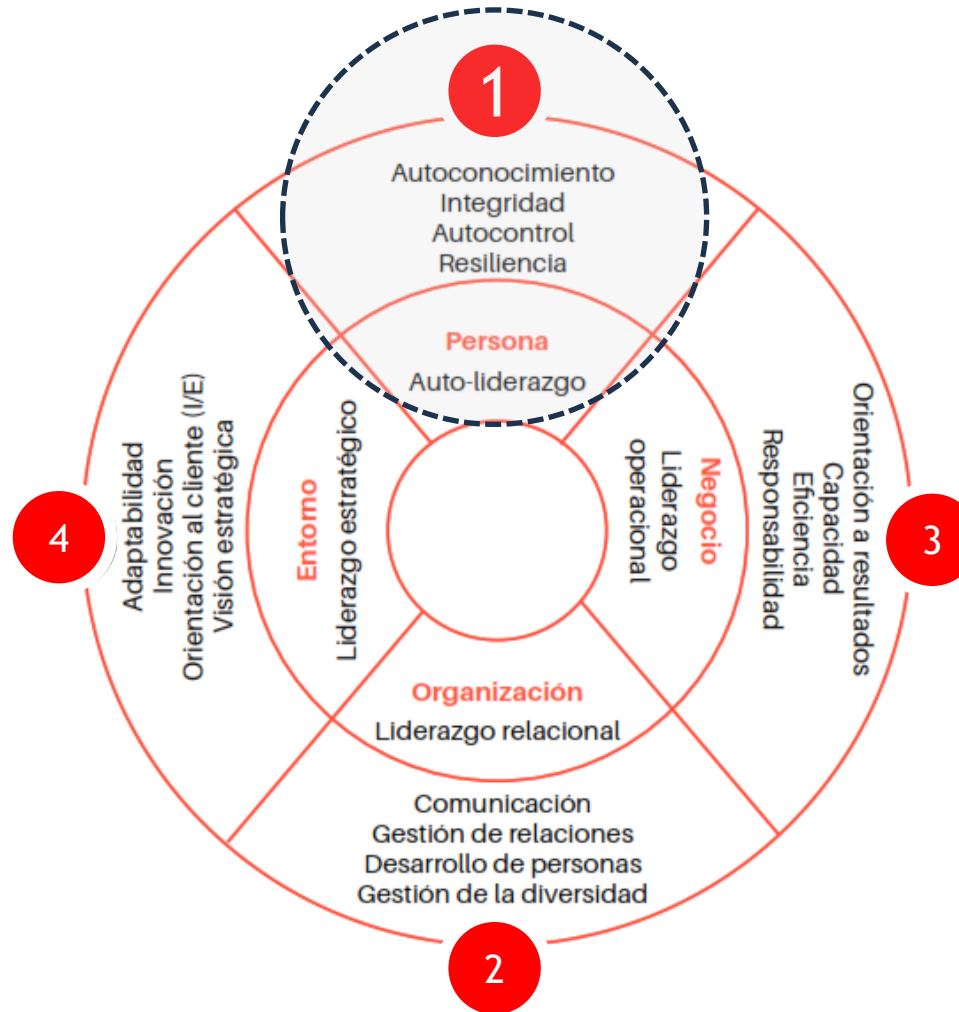 1
Autoconocimiento
Integridad
Autocontrol
Resiliencia
Persona
Auto-liderazgo
4
Adaptabilidad
Innovación
Orientación al cliente (I/E)
Visión estratégica
Entorno
Liderazgo estratégico
Negocio
Liderazgo
operacional
Orientación a resultados
Capacidad
Eficiencia
Responsabilidad
3
Organización
Liderazgo relacional
Comunicación
Gestión de relaciones
Desarrollo de personas
Gestión de la diversidad
2